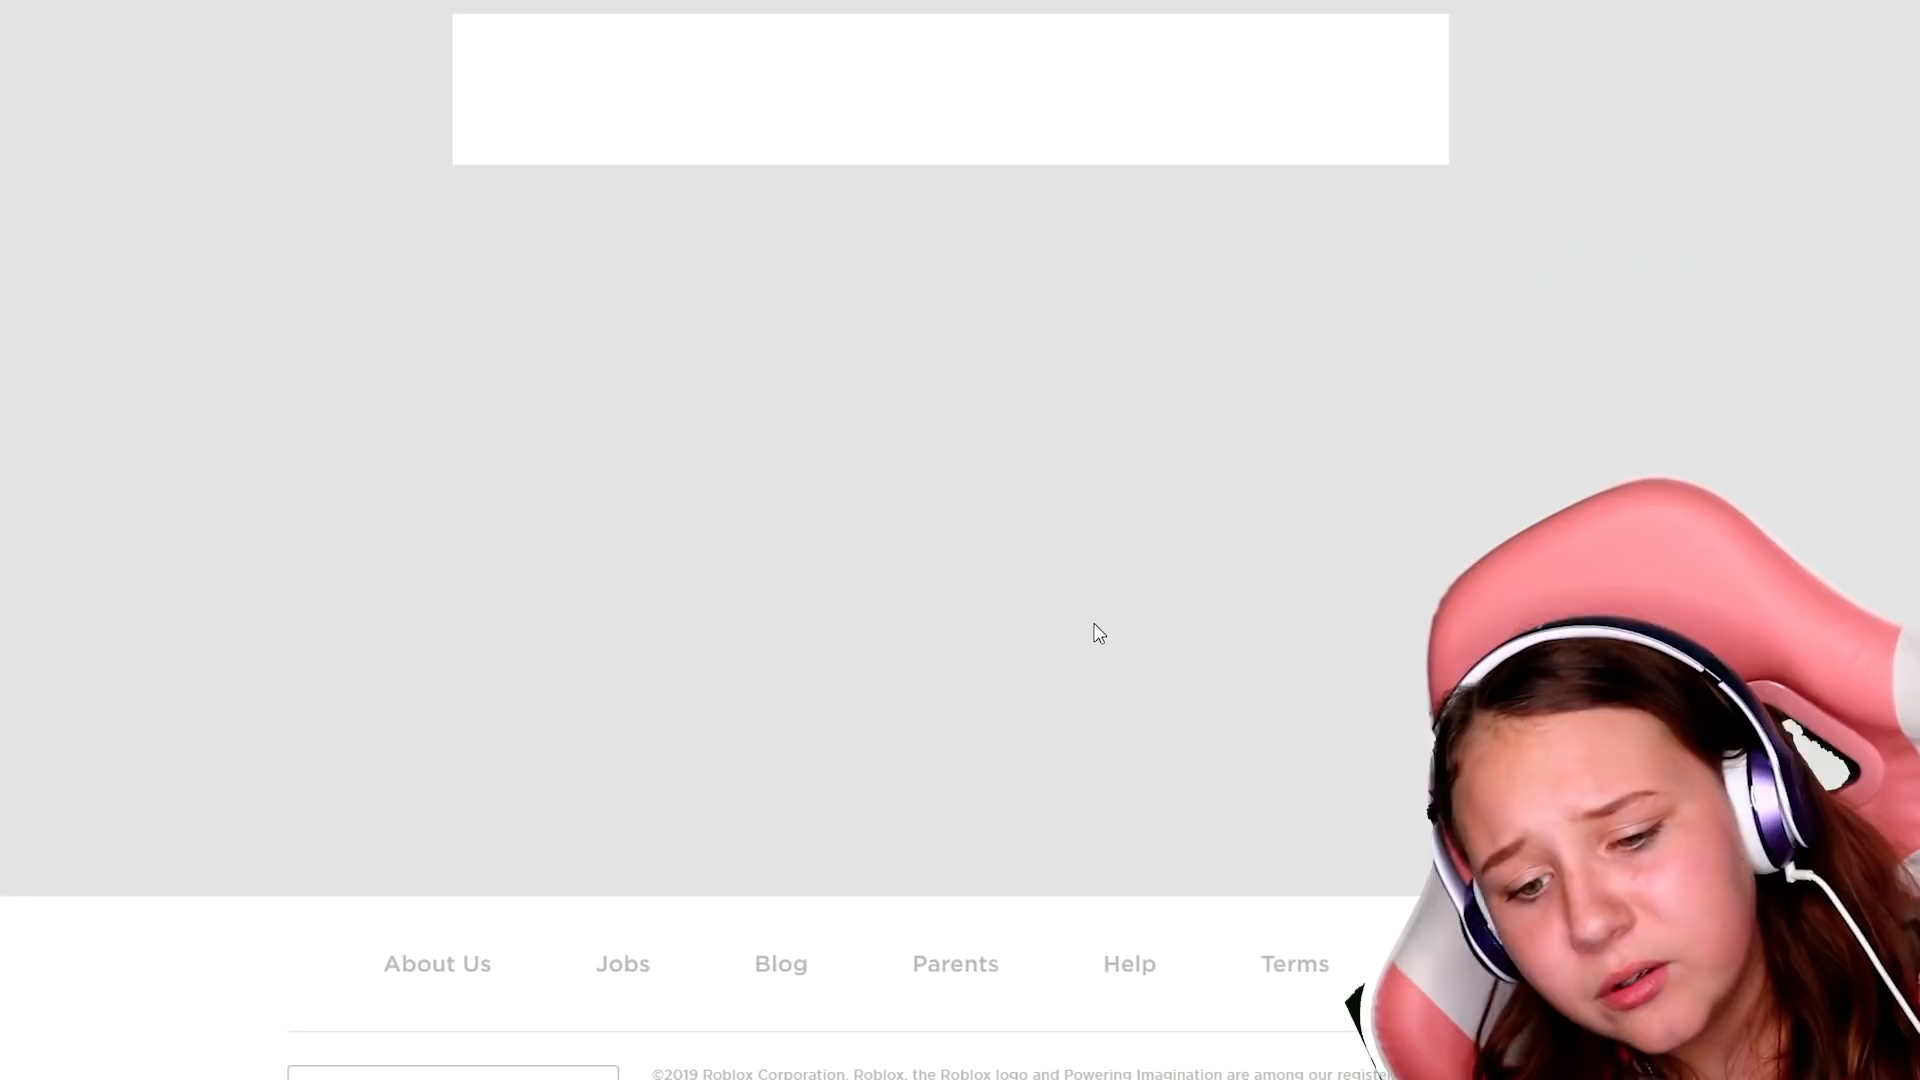 About Us Jobs Blog Parents Help Terms
©2019 Roblox Corporation. Roblox, the Roblox logo and Powering Imagination are among our